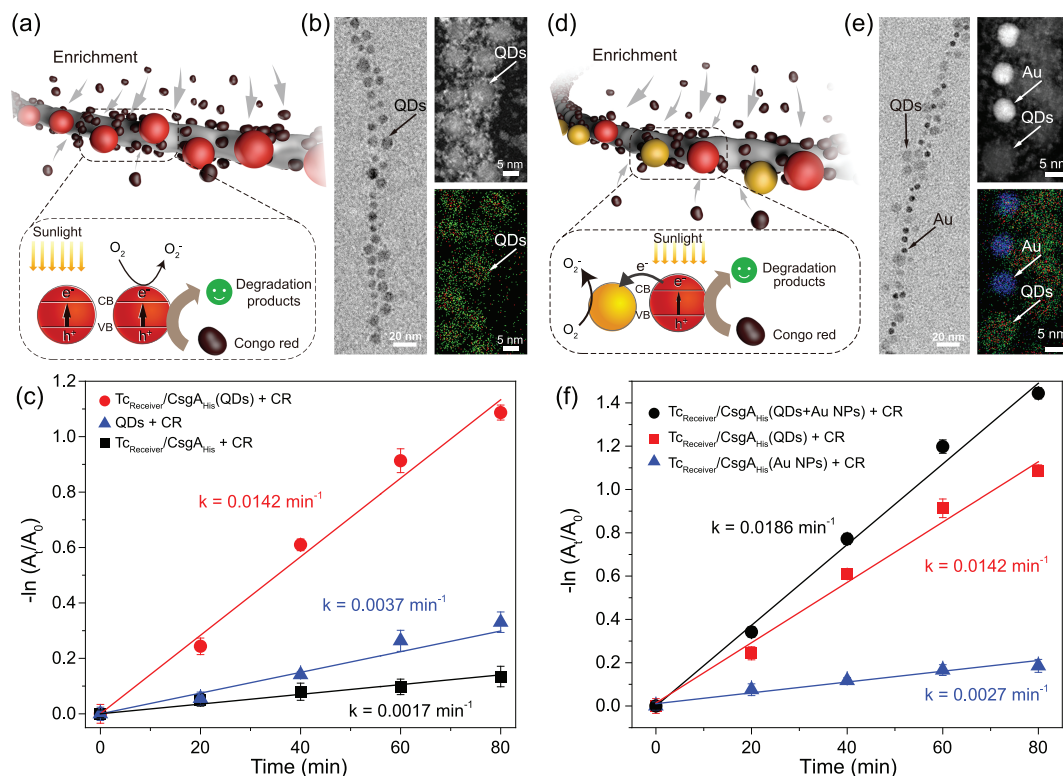 (a)
Enrichment
Sunlight
O2
O2-
e-
CB
e-
VB
h+
h+
Degradation
products
Congo red
(b)
QDs
20 nm
QDs
5 nm
QDs
5 nm
(c)
TcReceiver/CsgAHis(QDs) + CR
QDs + CR
TcReceiver/CsgAHis + CR
k = 0.0142 min-1
k = 0.0037 min-1
k = 0.0017 min-1
-ln (At/A0)
1.2
1.0
0.8
0.6
0.4
0.2
0.0
0 20 40 60 80
Time (min)
(d)
Enrichment
Sunlight
O2-
O2
e-
CB
e-
VB
h+
Degradation
products
Congo red
(e)
QDs
Au
20 nm
Au
QDs
5 nm
Au
QDs
5 nm
(f)
TcReceiver/CsgAHis(QDs+Au NPs) + CR
TcReceiver/CsgAHis(QDs) + CR
TcReceiver/CsgAHis(Au NPs) + CR
k = 0.0186 min-1
k = 0.0142 min-1
k = 0.0027 min-1
-ln (At/A0)
1.4
1.2
1.0
0.8
0.6
0.4
0.2
0.0
0 20 40 60 80
Time (min)